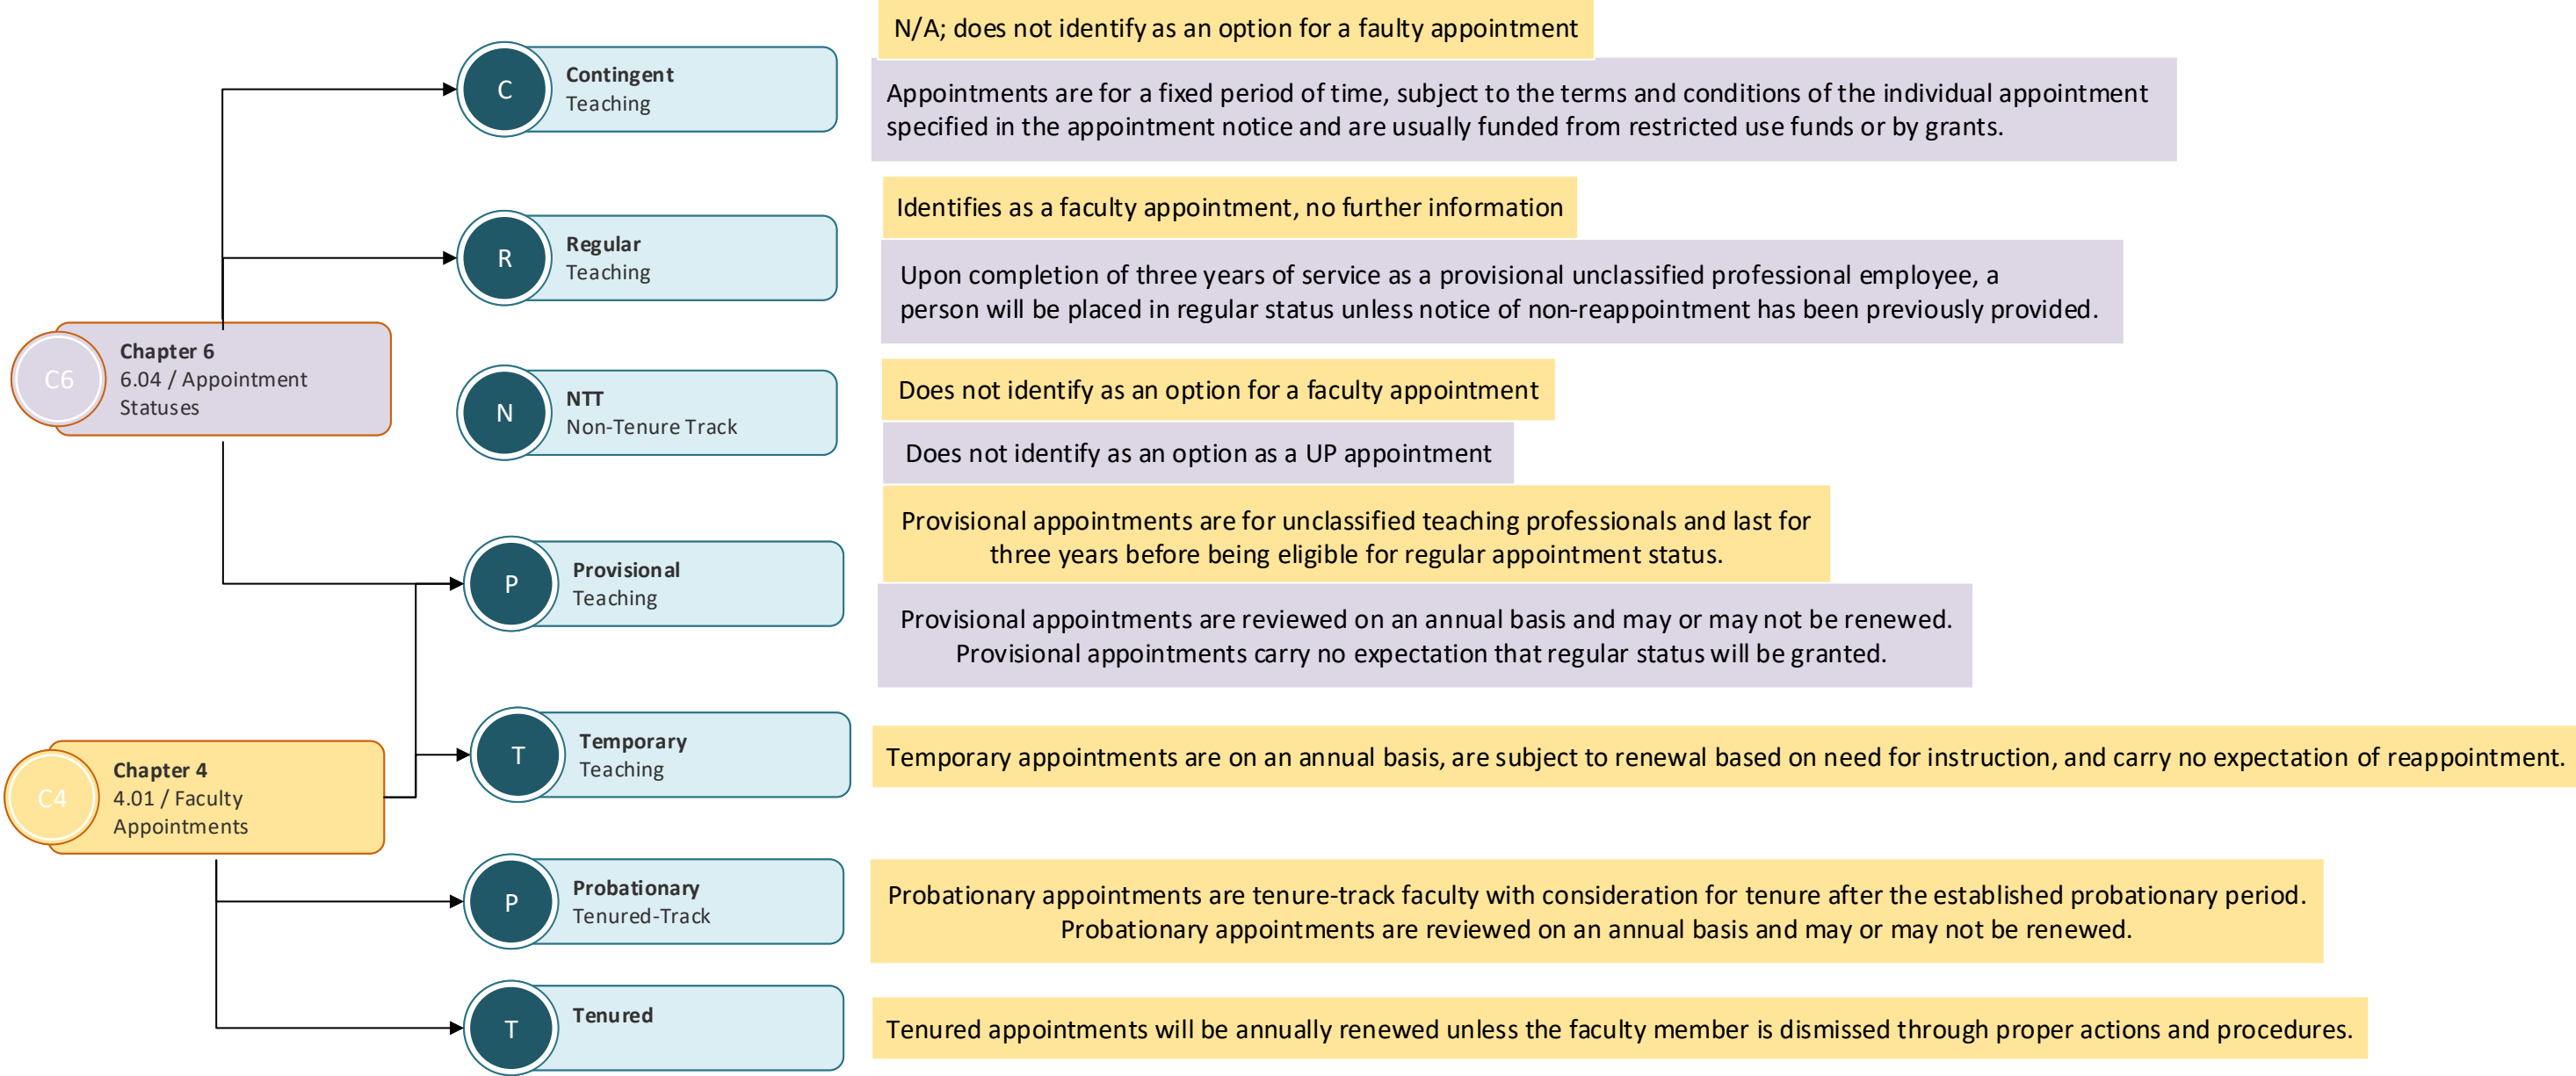 N/A; does not identify as an option for a faulty appointment
C
Contingent
Teaching
Appointments are for a fixed period of time, subject to the terms and conditions of the individual appointment
specified in the appointment notice and are usually funded from restricted use funds or by grants.
Identifies as a faculty appointment, no further information
R
Regular
Teaching
Upon completion of three years of service as a provisional unclassified professional employee, a
person will be placed in regular status unless notice of non-reappointment has been previously provided.
C6
Chapter 6
6.04 / Appointment
Statuses
N
NTT
Non-Tenure Track
Does not identify as an option for a faculty appointment
Does not identify as an option as a UP appointment
Provisional appointments are for unclassified teaching professionals and last for
three years before being eligible for regular appointment status.
P
Provisional
Teaching
Provisional appointments are reviewed on an annual basis and may or may not be renewed.
Provisional appointments carry no expectation that regular status will be granted.
T
Temporary
Teaching
Temporary appointments are on an annual basis, are subject to renewal based on need for instruction, and carry no expectation of reappointment.
C4
Chapter 4
4.01 / Faculty
Appointments
P
Probationary
Tenured-Track
Probationary appointments are tenure-track faculty with consideration for tenure after the established probationary period.
Probationary appointments are reviewed on an annual basis and may or may not be renewed.
T
Tenured
Tenured appointments will be annually renewed unless the faculty member is dismissed through proper actions and procedures.